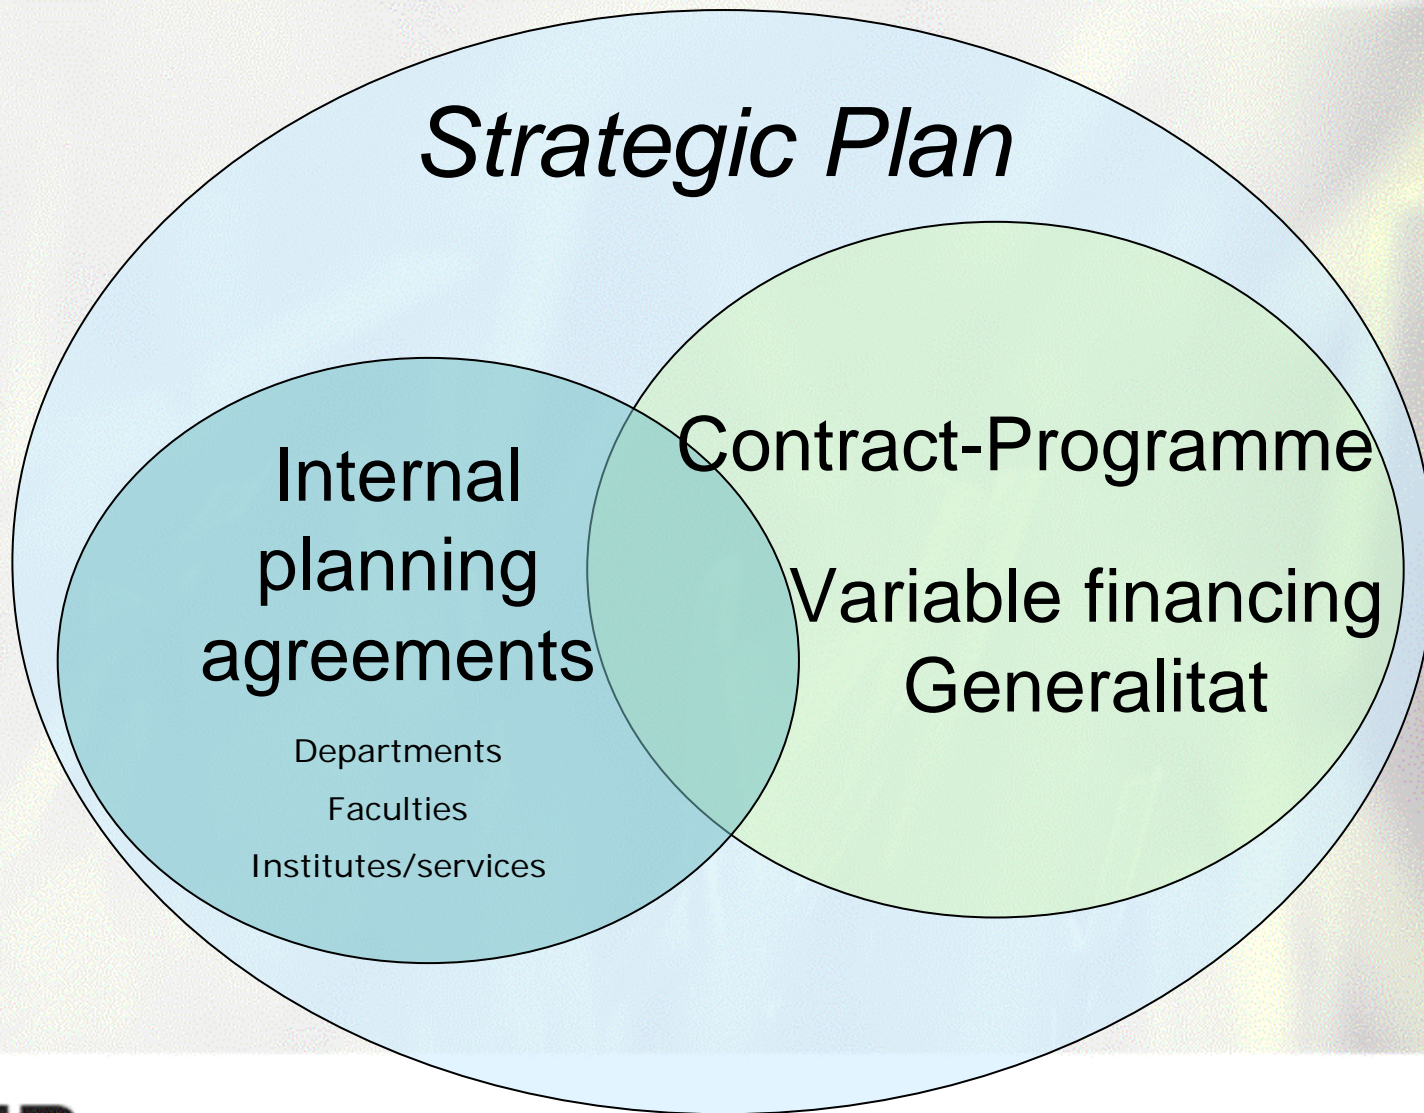 Strategic Plan
Internal
planning
agreements
Departments
Faculties
Institutes/services
Contract-Programme
Variable financing
Generalitat